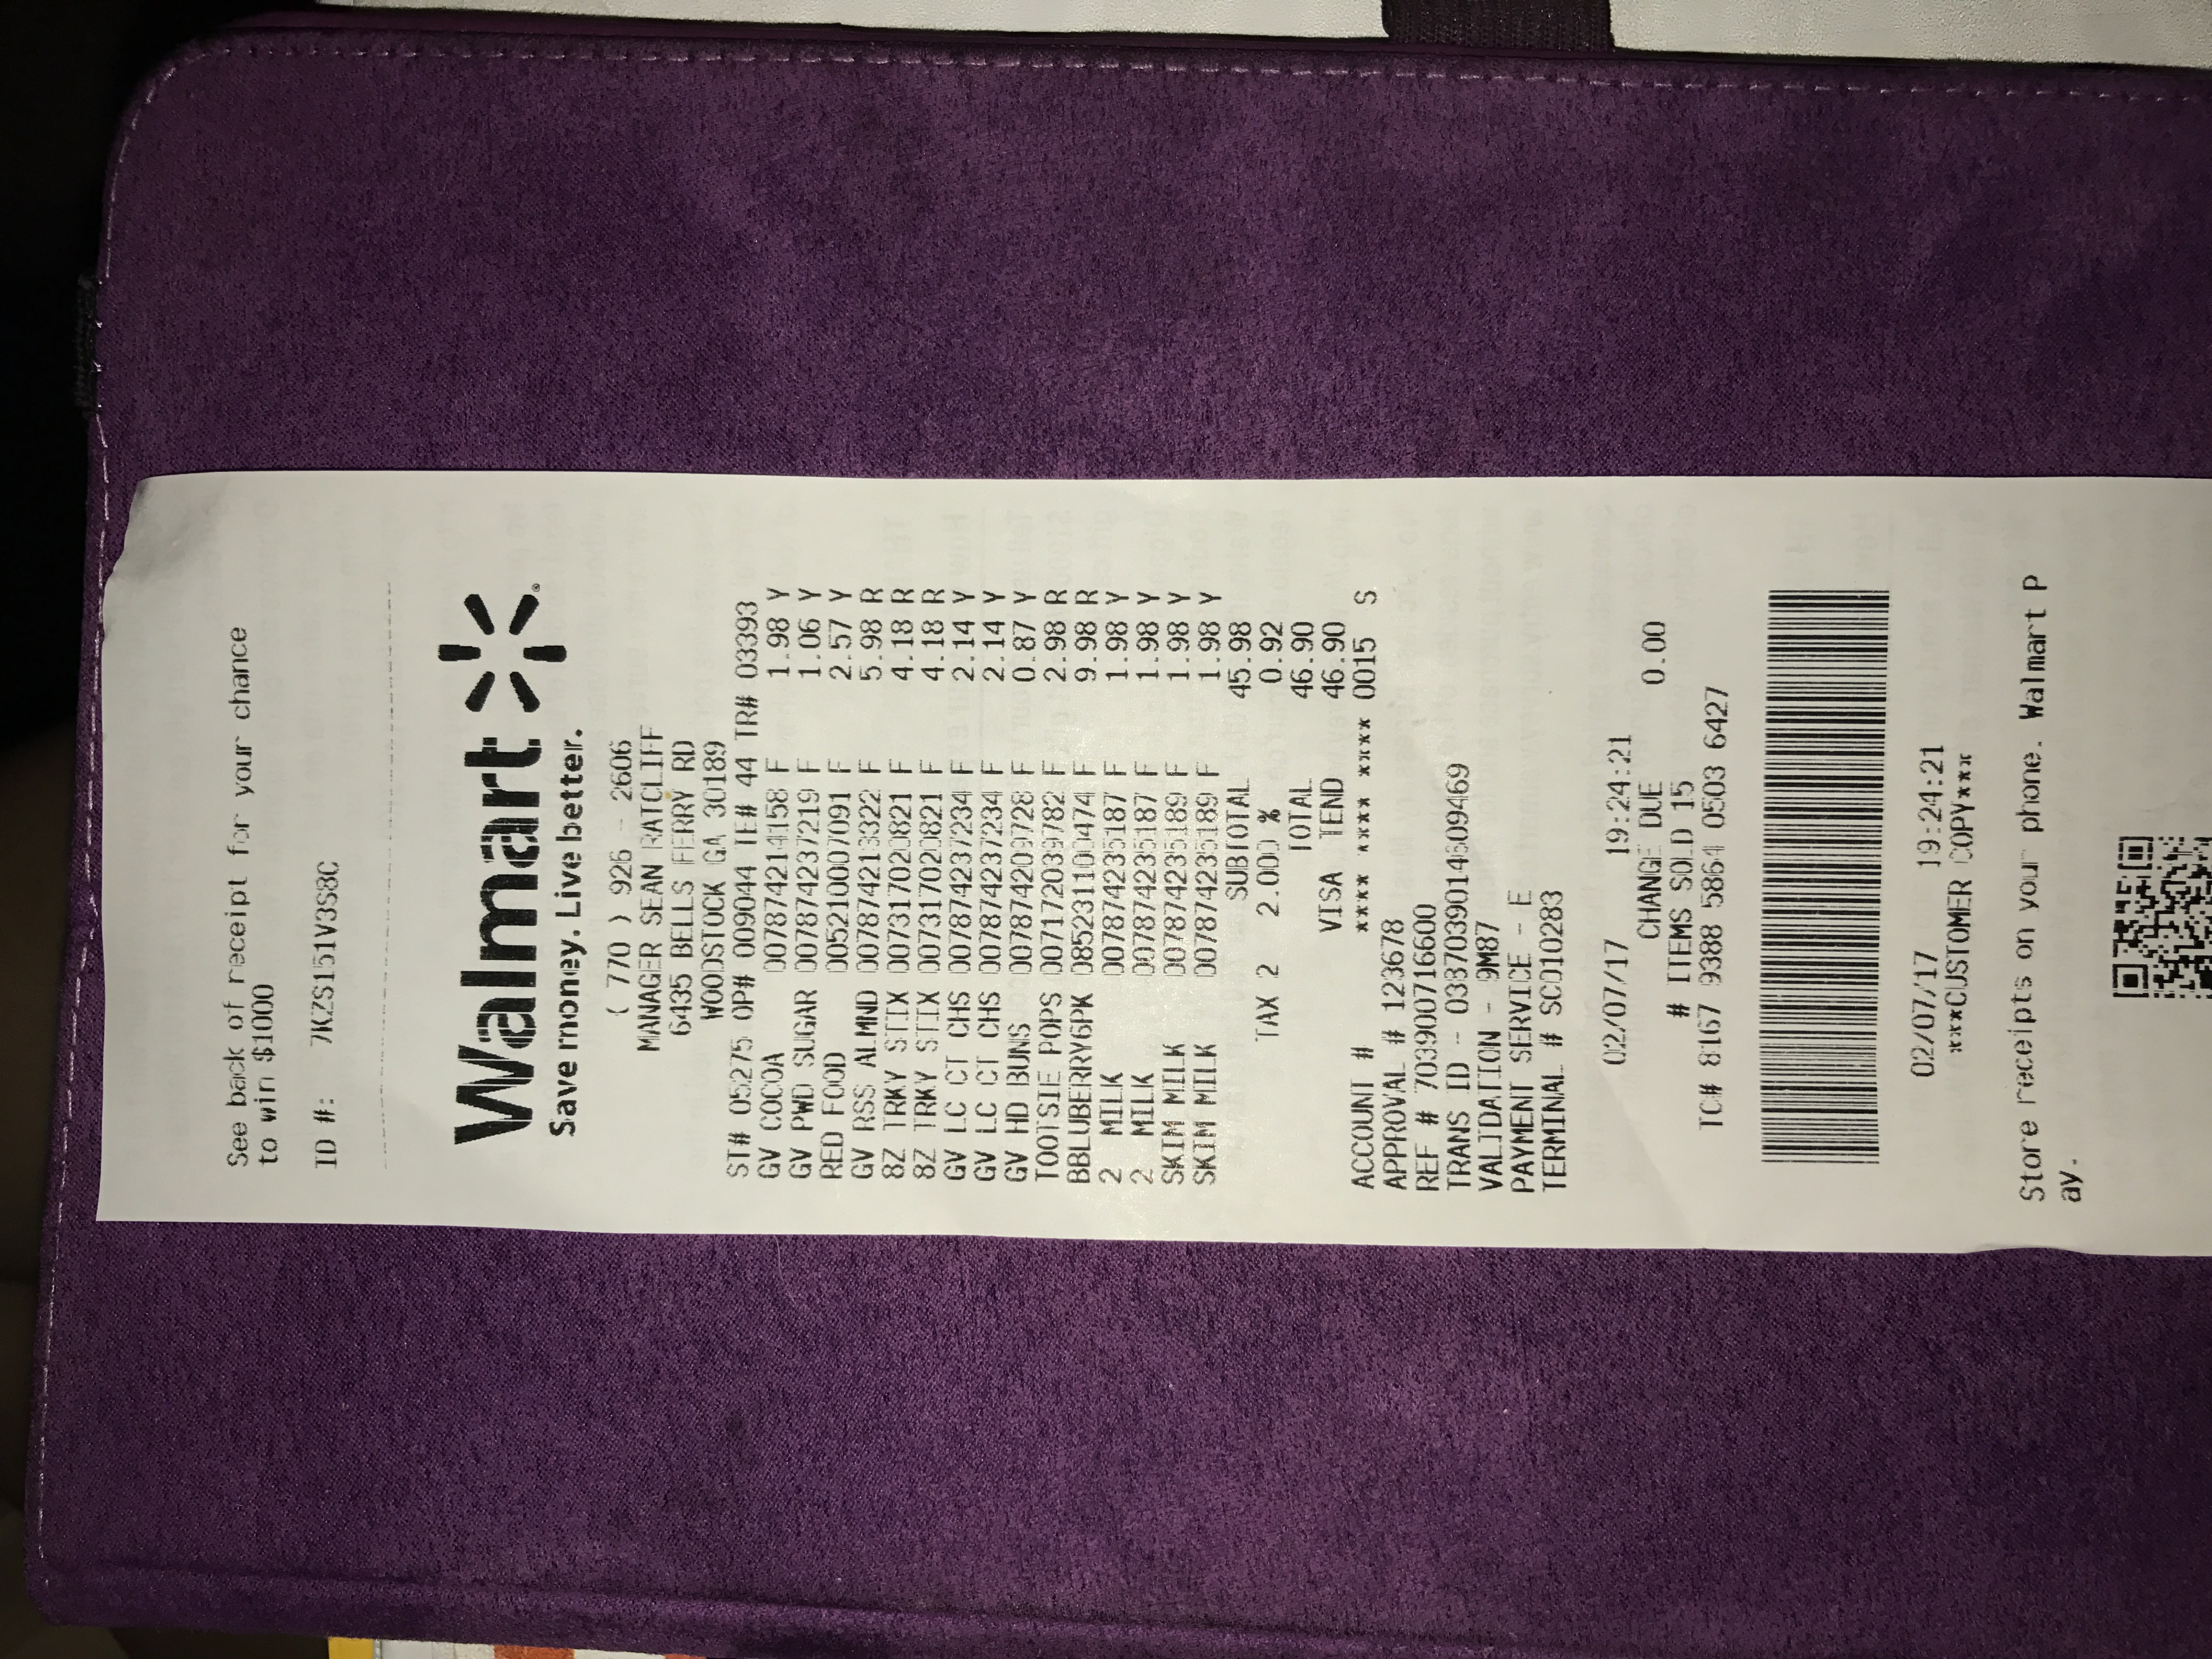 See back of receipt for your chance
to win $1000
ID #: 7KZS151V3S8C
Walmart
Save money. Live better.
( 770 ) 926 - 2606
MANAGER SEAN RATCLIFF
6435 BELLS FERRY RD
WOODSTOCK GA 30189
ST# 05275 OP# 009044 TE# 44 TR# 03393
GV COCOA 007874214158 F 1.98 Y
GV PWD SUGAR 007874237219 F 1.06 Y
RED FOOD 005210007091 F 2.57 Y
GV RSS ALMND 007874213322 F 5.98 R
8Z TRKY STIX 007317020821 F 4.18 R
8Z TRKY STIX 007317020821 F 4.18 R
GV LC CT CHS 007874237234 F 2.14 Y
GV LC CT CHS 007874237234 F 2.14 Y
GV HD BUNS 007874209728 F 0.87 Y
TOOTSIE POPS 007172039782 F 2.98 R
BBLUBERRY6PK 085231100474 F 9.98 R
2 MILK 007874235187 F 1.98 Y
2 MILK 007874235187 F 1.98 Y
SKIM MILK 007874235189 F 1.98 Y
SKIM MILK 007874235189 F 1.98 Y
SUBTOTAL 45.98
TAX 2 2.000 % 0.92
TOTAL 46.90
VISA TEND 46.90
ACCOUNT # **** **** **** 0015 S
APPROVAL # 123678
REF # 703900716600
TRANS ID - 0387039014609469
VALIDATION - 9M87
PAYMENT SERVICE - E
TERMINAL # SC010283
02/07/17 19:24:21
CHANGE DUE 0.00
# ITEMS SOLD 15
TC# 8167 9388 5864 0503 6427
02/07/17 19:24:21
***CUSTOMER COPY***
Store receipts on your phone. Walmart P
ay.